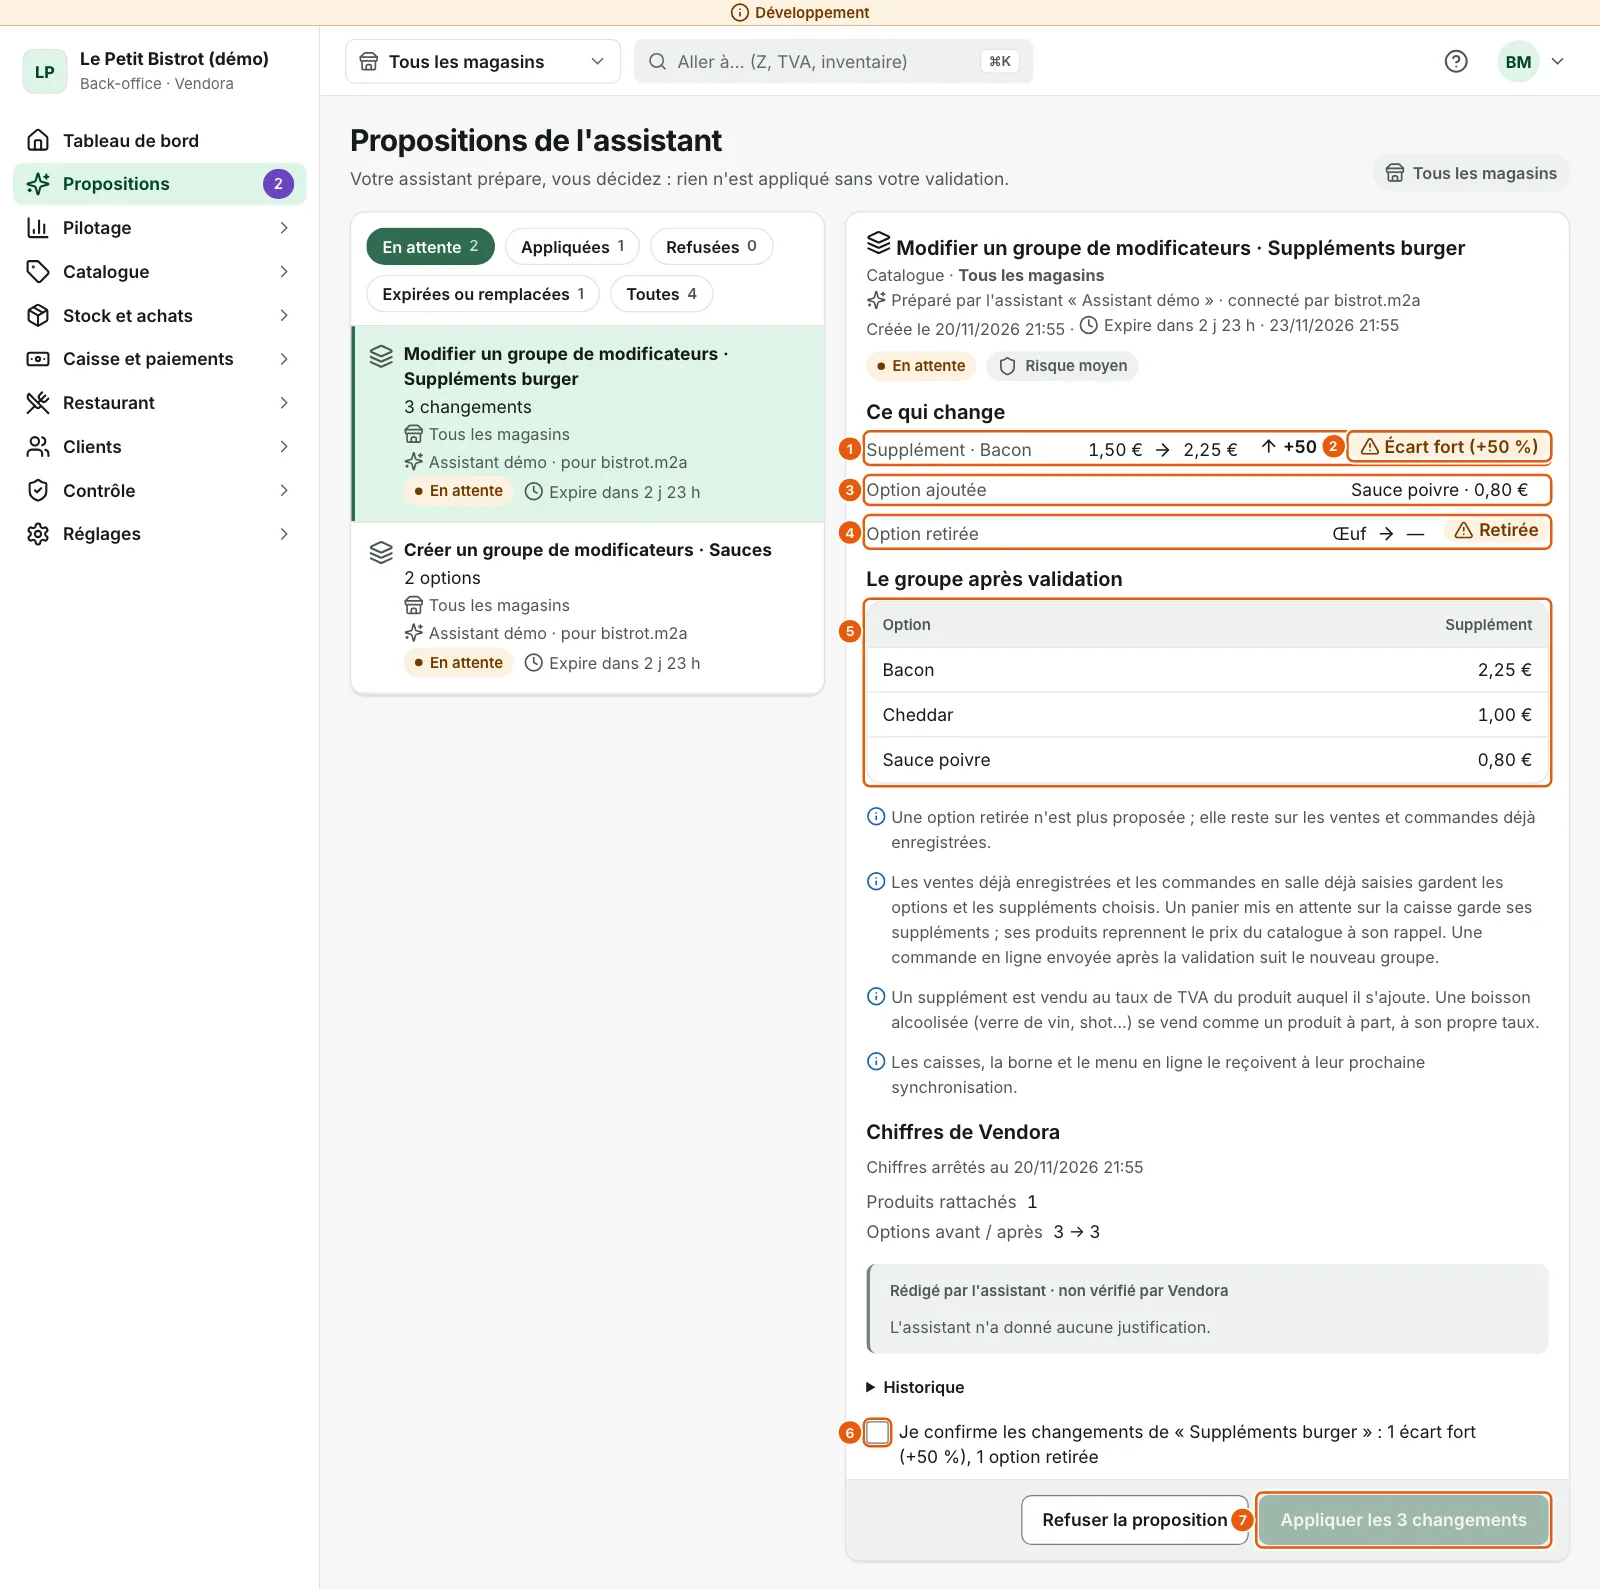 Développement
LP
Le Petit Bistrot (démo)
Back-office · Vendora
Tous les magasins
Aller à... (Z, TVA, inventaire)
⌘K
BM
Tableau de bord
Propositions
2
Pilotage
Catalogue
Stock et achats
Caisse et paiements
Restaurant
Clients
Contrôle
Réglages
Propositions de l'assistant
Votre assistant prépare, vous décidez : rien n'est appliqué sans votre validation.
Tous les magasins
En attente 2
Appliquées 1
Refusées 0
Expirées ou remplacées 1
Toutes 4
Modifier un groupe de modificateurs ·
Suppléments burger
3 changements
Tous les magasins
Assistant démo · pour bistrot.m2a
En attente
Expire dans 2 j 23 h
Créer un groupe de modificateurs · Sauces
2 options
Tous les magasins
Assistant démo · pour bistrot.m2a
En attente
Expire dans 2 j 23 h
Modifier un groupe de modificateurs · Suppléments burger
Catalogue · Tous les magasins
Préparé par l'assistant « Assistant démo » · connecté par bistrot.m2a
Créée le 20/11/2026 21:55 · Expire dans 2 j 23 h · 23/11/2026 21:55
En attente
Risque moyen
Ce qui change
1 Supplément · Bacon 1,50 € → 2,25 € ↑ +50 2 Écart fort (+50 %)
3 Option ajoutée Sauce poivre · 0,80 €
4 Option retirée Œuf → — Retirée
Le groupe après validation
5 Option Supplément
Bacon 2,25 €
Cheddar 1,00 €
Sauce poivre 0,80 €
Une option retirée n'est plus proposée ; elle reste sur les ventes et commandes déjà
enregistrées.
Les ventes déjà enregistrées et les commandes en salle déjà saisies gardent les
options et les suppléments choisis. Un panier mis en attente sur la caisse garde ses
suppléments ; ses produits reprennent le prix du catalogue à son rappel. Une
commande en ligne envoyée après la validation suit le nouveau groupe.
Un supplément est vendu au taux de TVA du produit auquel il s'ajoute. Une boisson
alcoolisée (verre de vin, shot...) se vend comme un produit à part, à son propre taux.
Les caisses, la borne et le menu en ligne le reçoivent à leur prochaine
synchronisation.
Chiffres de Vendora
Chiffres arrêtés au 20/11/2026 21:55
Produits rattachés 1
Options avant / après 3 → 3
Rédigé par l'assistant · non vérifié par Vendora
L'assistant n'a donné aucune justification.
Historique
6 Je confirme les changements de « Suppléments burger » : 1 écart fort
(+50 %), 1 option retirée
Refuser la proposition
7 Appliquer les 3 changements